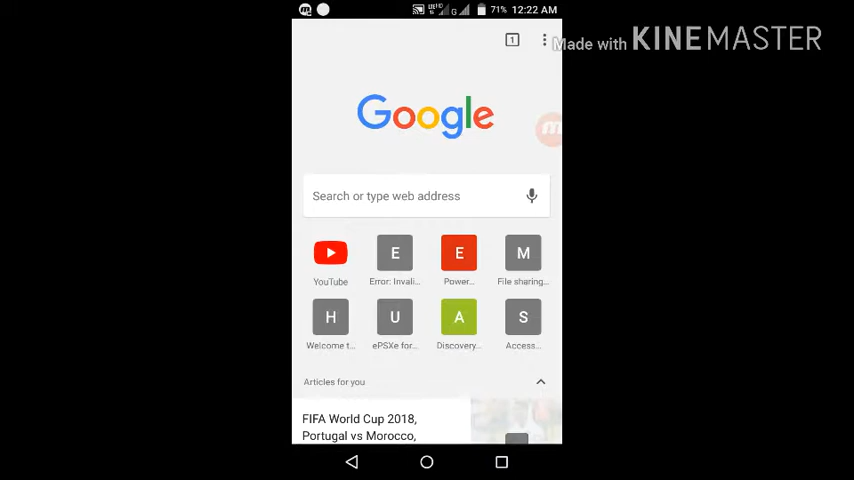 LTE
G
71% 12:22 AM
1
Made with KINEMASTER
Google
Search or type web address
E
E
M
YouTube
Error: Invali...
Power...
File sharing...
H
U
A
S
Welcome t...
ePSXe for...
Discovery...
Access...
Articles for you
FIFA World Cup 2018,
Portugal vs Morocco,